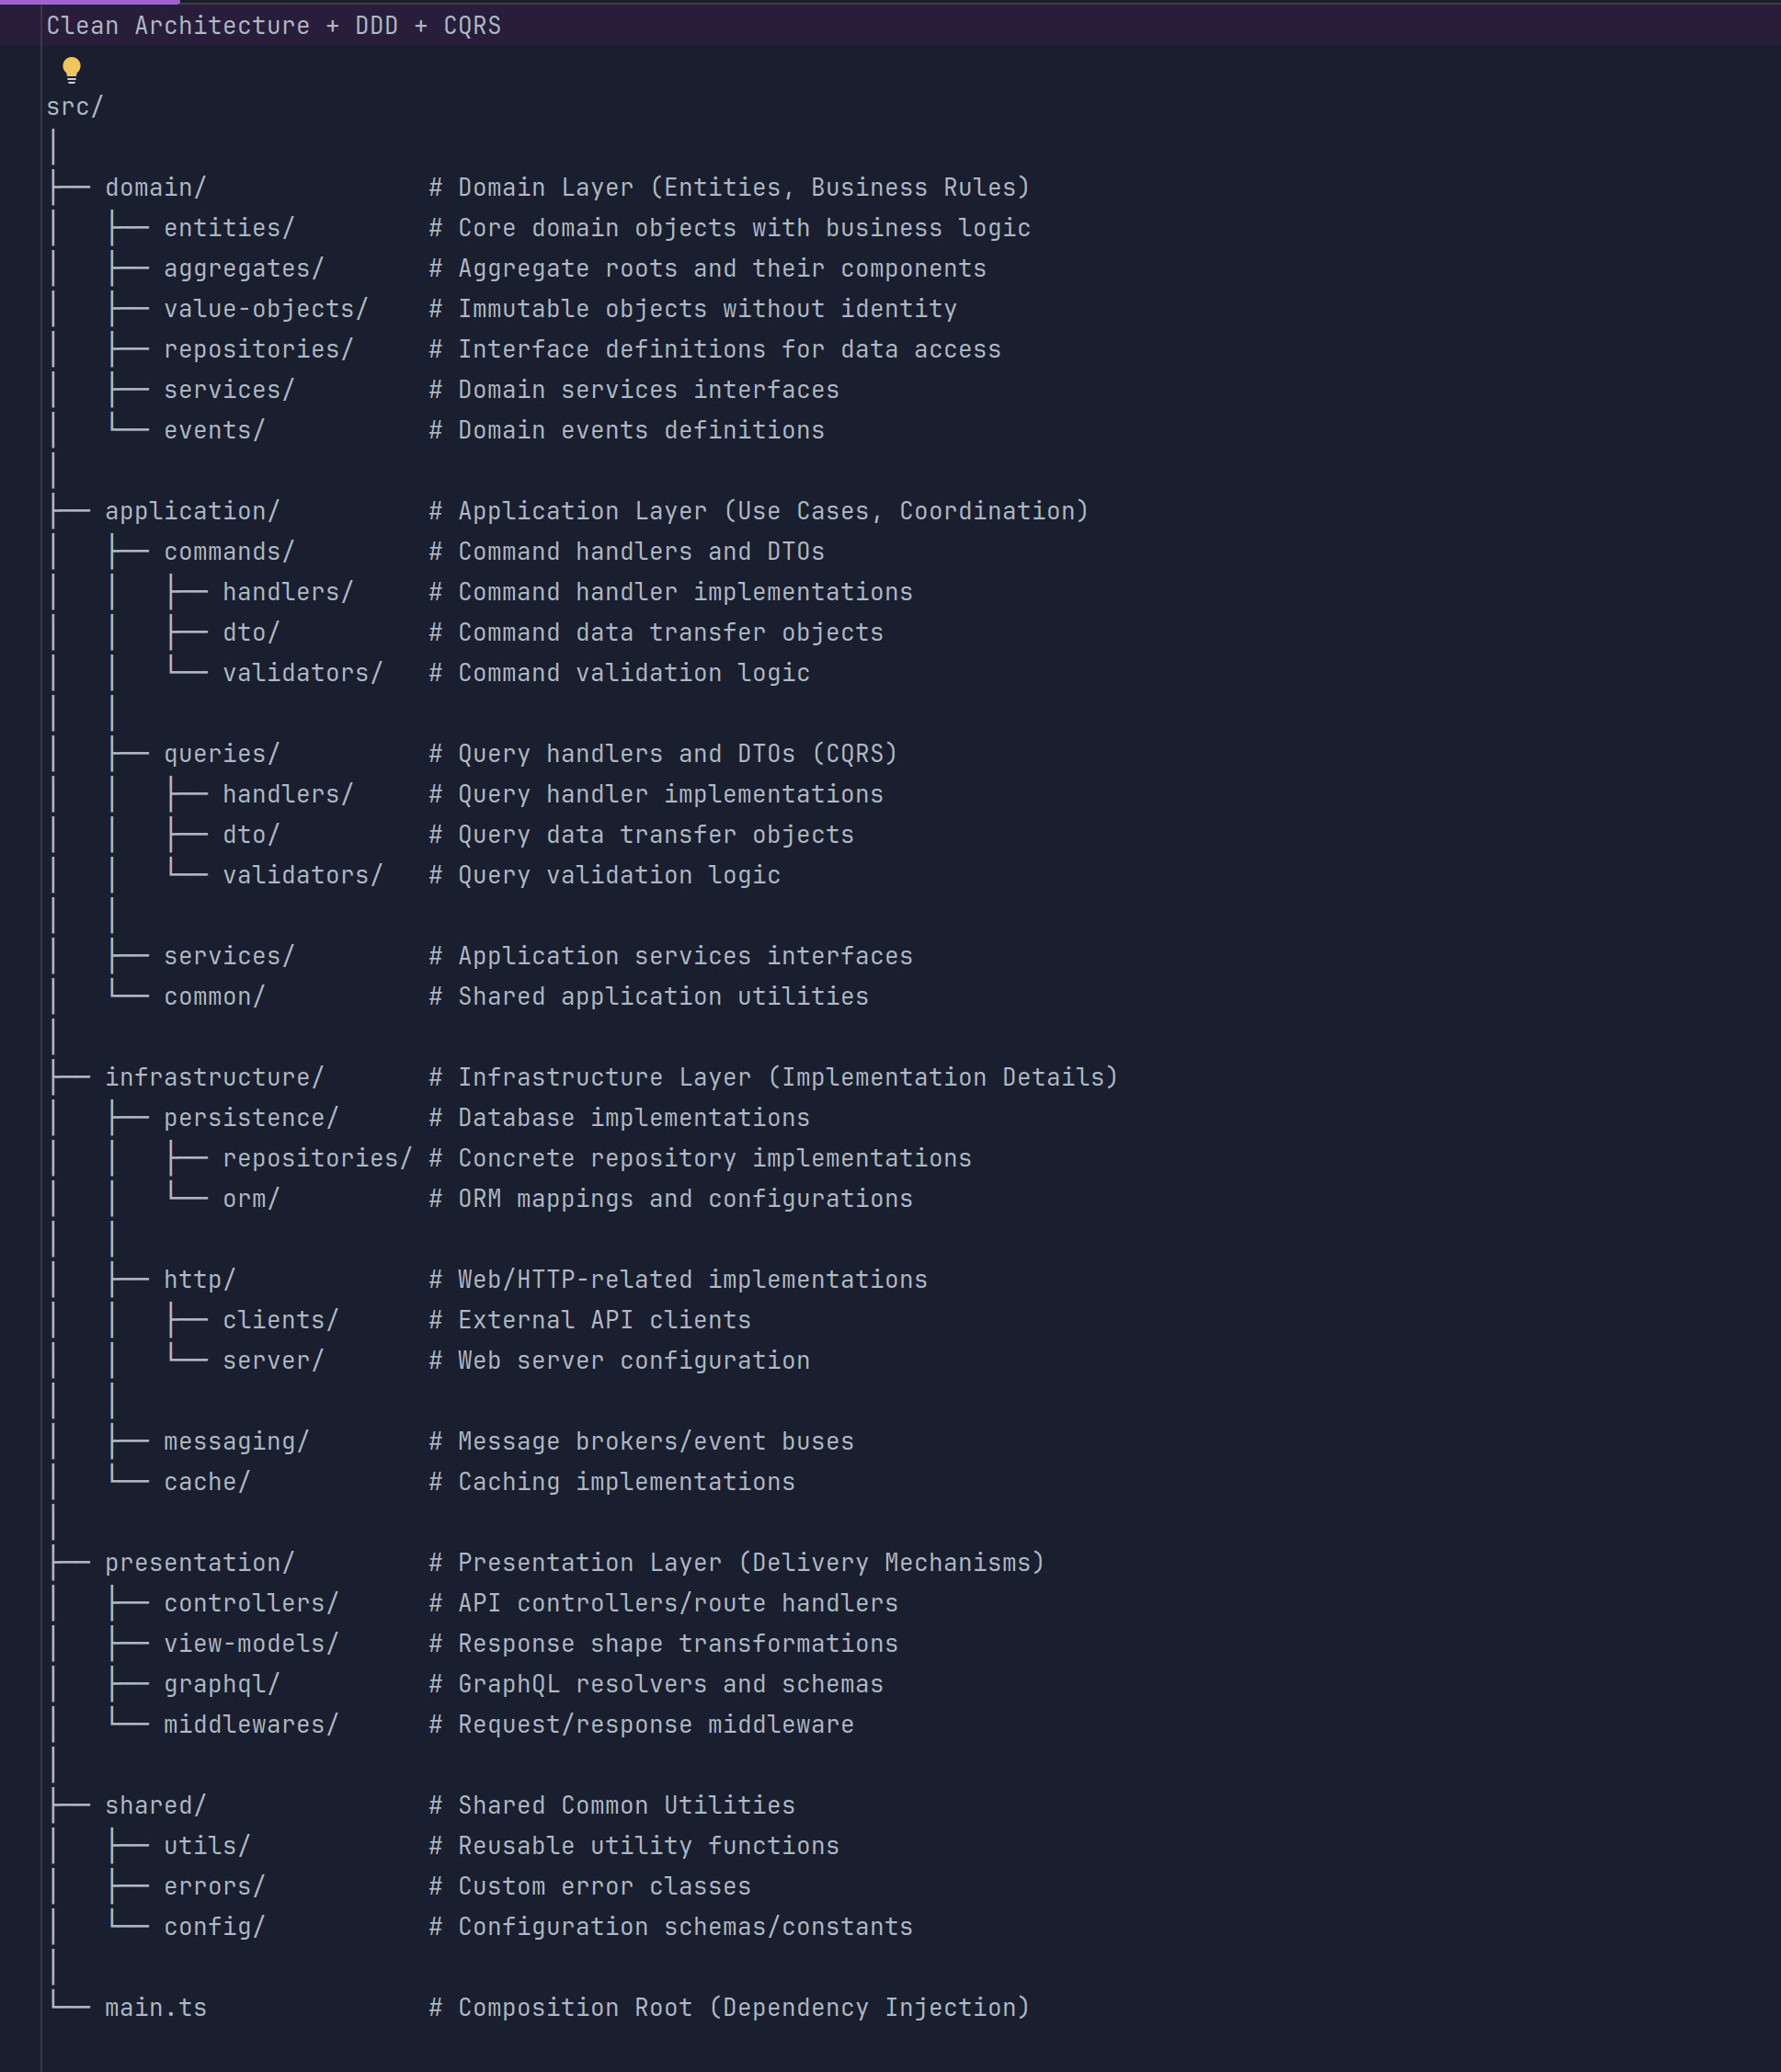 Clean Architecture + DDD + CQRS
src/
│
├── domain/               # Domain Layer (Entities, Business Rules)
│   ├── entities/         # Core domain objects with business logic
│   ├── aggregates/       # Aggregate roots and their components
│   ├── value-objects/    # Immutable objects without identity
│   ├── repositories/     # Interface definitions for data access
│   ├── services/         # Domain services interfaces
│   └── events/           # Domain events definitions
│
├── application/          # Application Layer (Use Cases, Coordination)
│   ├── commands/         # Command handlers and DTOs
│   │   ├── handlers/     # Command handler implementations
│   │   ├── dto/          # Command data transfer objects
│   │   └── validators/   # Command validation logic
│   │
│   ├── queries/          # Query handlers and DTOs (CQRS)
│   │   ├── handlers/     # Query handler implementations
│   │   ├── dto/          # Query data transfer objects
│   │   └── validators/   # Query validation logic
│   │
│   ├── services/         # Application services interfaces
│   └── common/           # Shared application utilities
│
├── infrastructure/       # Infrastructure Layer (Implementation Details)
│   ├── persistence/      # Database implementations
│   │   ├── repositories/ # Concrete repository implementations
│   │   └── orm/          # ORM mappings and configurations
│   │
│   ├── http/             # Web/HTTP-related implementations
│   │   ├── clients/      # External API clients
│   │   └── server/       # Web server configuration
│   │
│   ├── messaging/        # Message brokers/event buses
│   └── cache/            # Caching implementations
│
├── presentation/         # Presentation Layer (Delivery Mechanisms)
│   ├── controllers/      # API controllers/route handlers
│   ├── view-models/      # Response shape transformations
│   ├── graphql/          # GraphQL resolvers and schemas
│   └── middlewares/      # Request/response middleware
│
├── shared/               # Shared Common Utilities
│   ├── utils/            # Reusable utility functions
│   ├── errors/           # Custom error classes
│   └── config/           # Configuration schemas/constants
│
└── main.ts               # Composition Root (Dependency Injection)